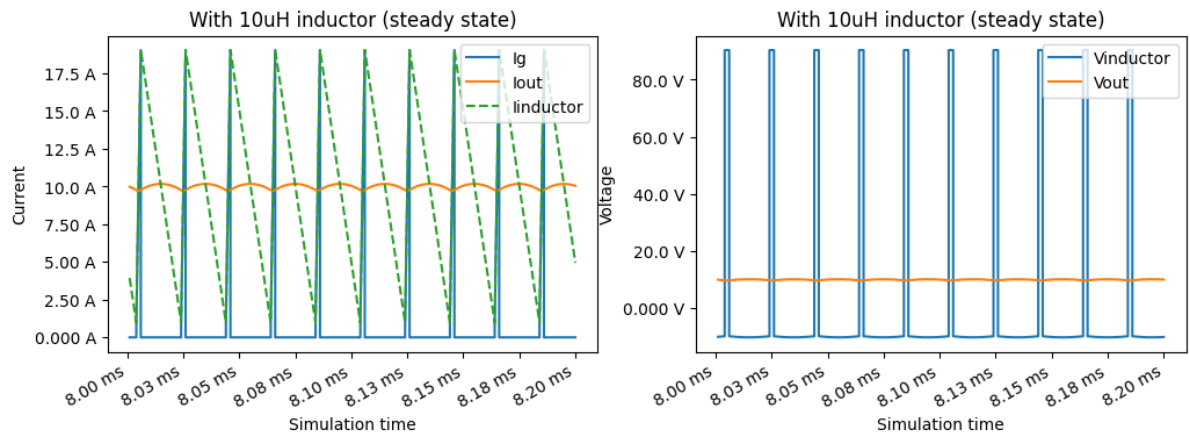 With 10uH inductor (steady state)
Ig
Iout
Iinductor
17.5 A
15.0 A
12.5 A
10.0 A
7.50 A
5.00 A
2.50 A
0.000 A
Currrent
8.00 ms
8.03 ms
8.05 ms
8.08 ms
8.10 ms
8.13 ms
8.15 ms
8.18 ms
8.20 ms
Simulation time
With 10uH inductor (steady state)
Vinductor
Vout
80.0 V
60.0 V
40.0 V
20.0 V
0.000 V
Voltage
8.00 ms
8.03 ms
8.05 ms
8.08 ms
8.10 ms
8.13 ms
8.15 ms
8.18 ms
8.20 ms
Simulation time